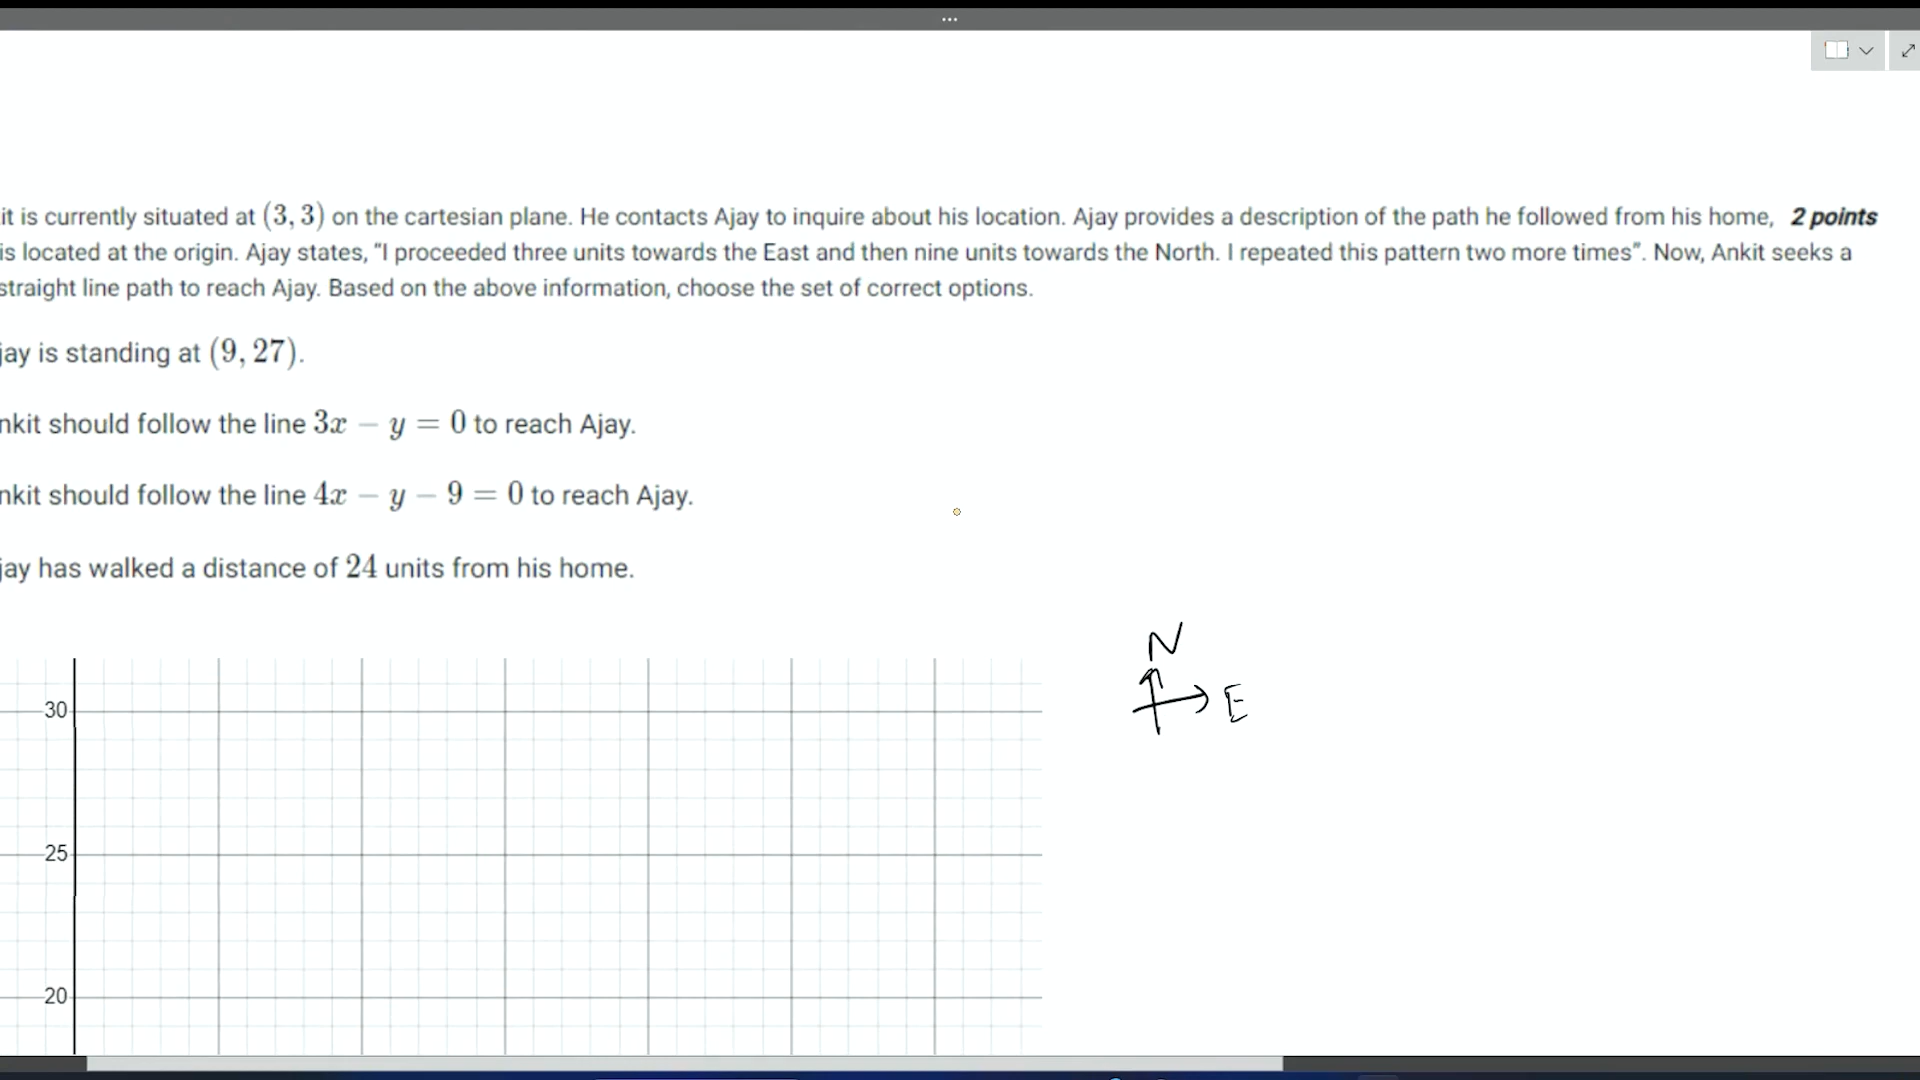 ...
it is currently situated at (3, 3) on the cartesian plane. He contacts Ajay to inquire about his location. Ajay provides a description of the path he followed from his home, 2 points
is located at the origin. Ajay states, "I proceeded three units towards the East and then nine units towards the North. I repeated this pattern two more times". Now, Ankit seeks a
straight line path to reach Ajay. Based on the above information, choose the set of correct options.
jay is standing at (9, 27).
nkit should follow the line 3x − y = 0 to reach Ajay.
nkit should follow the line 4x − y − 9 = 0 to reach Ajay.
jay has walked a distance of 24 units from his home.
N
E
30
25
20